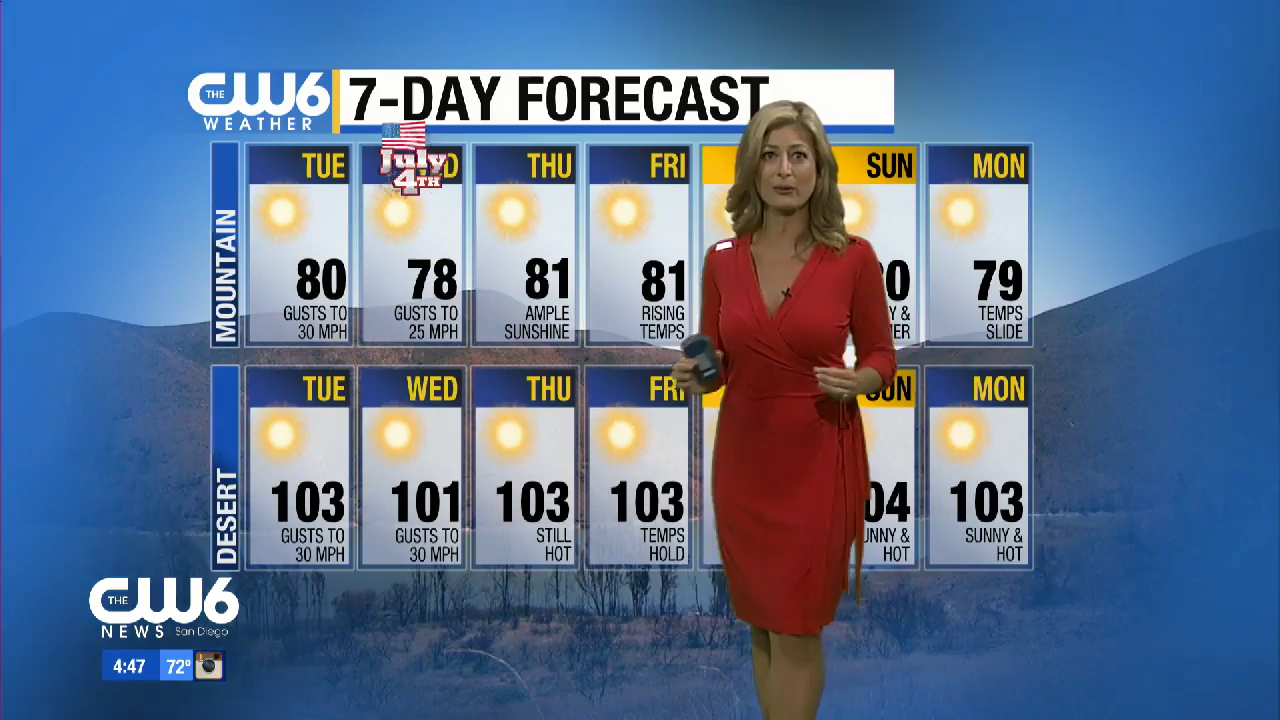 THE CW6
WEATHER
7-DAY FORECAST
MOUNTAIN
TUE
80
GUSTS TO
30 MPH
July
4TH
78
GUSTS TO
25 MPH
THU
81
AMPLE
SUNSHINE
FRI
81
RISING
TEMPS
SUN
MON
79
TEMPS
SLIDE
DESERT
TUE
103
GUSTS TO
30 MPH
WED
101
GUSTS TO
30 MPH
THU
103
STILL
HOT
FRI
103
TEMPS
HOLD
SUN
HOT
MON
103
SUNNY &
HOT
THE CW6
NEWS San Diego
4:47 72°